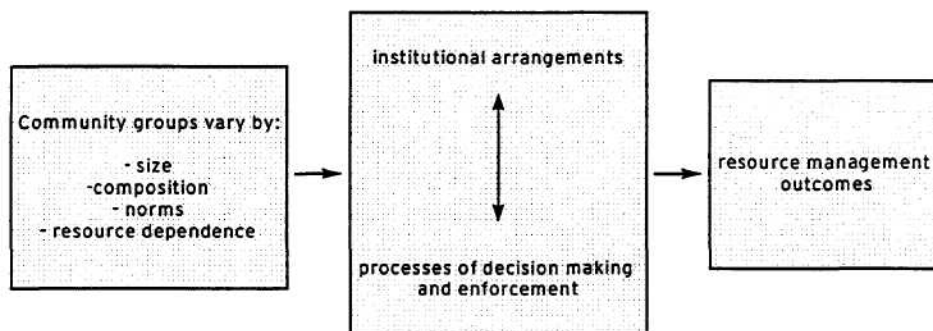 Community groups vary by:
- size
-composition
- norms
- resource dependence
institutional arrangements
processes of decision making
and enforcement
resource management
outcomes